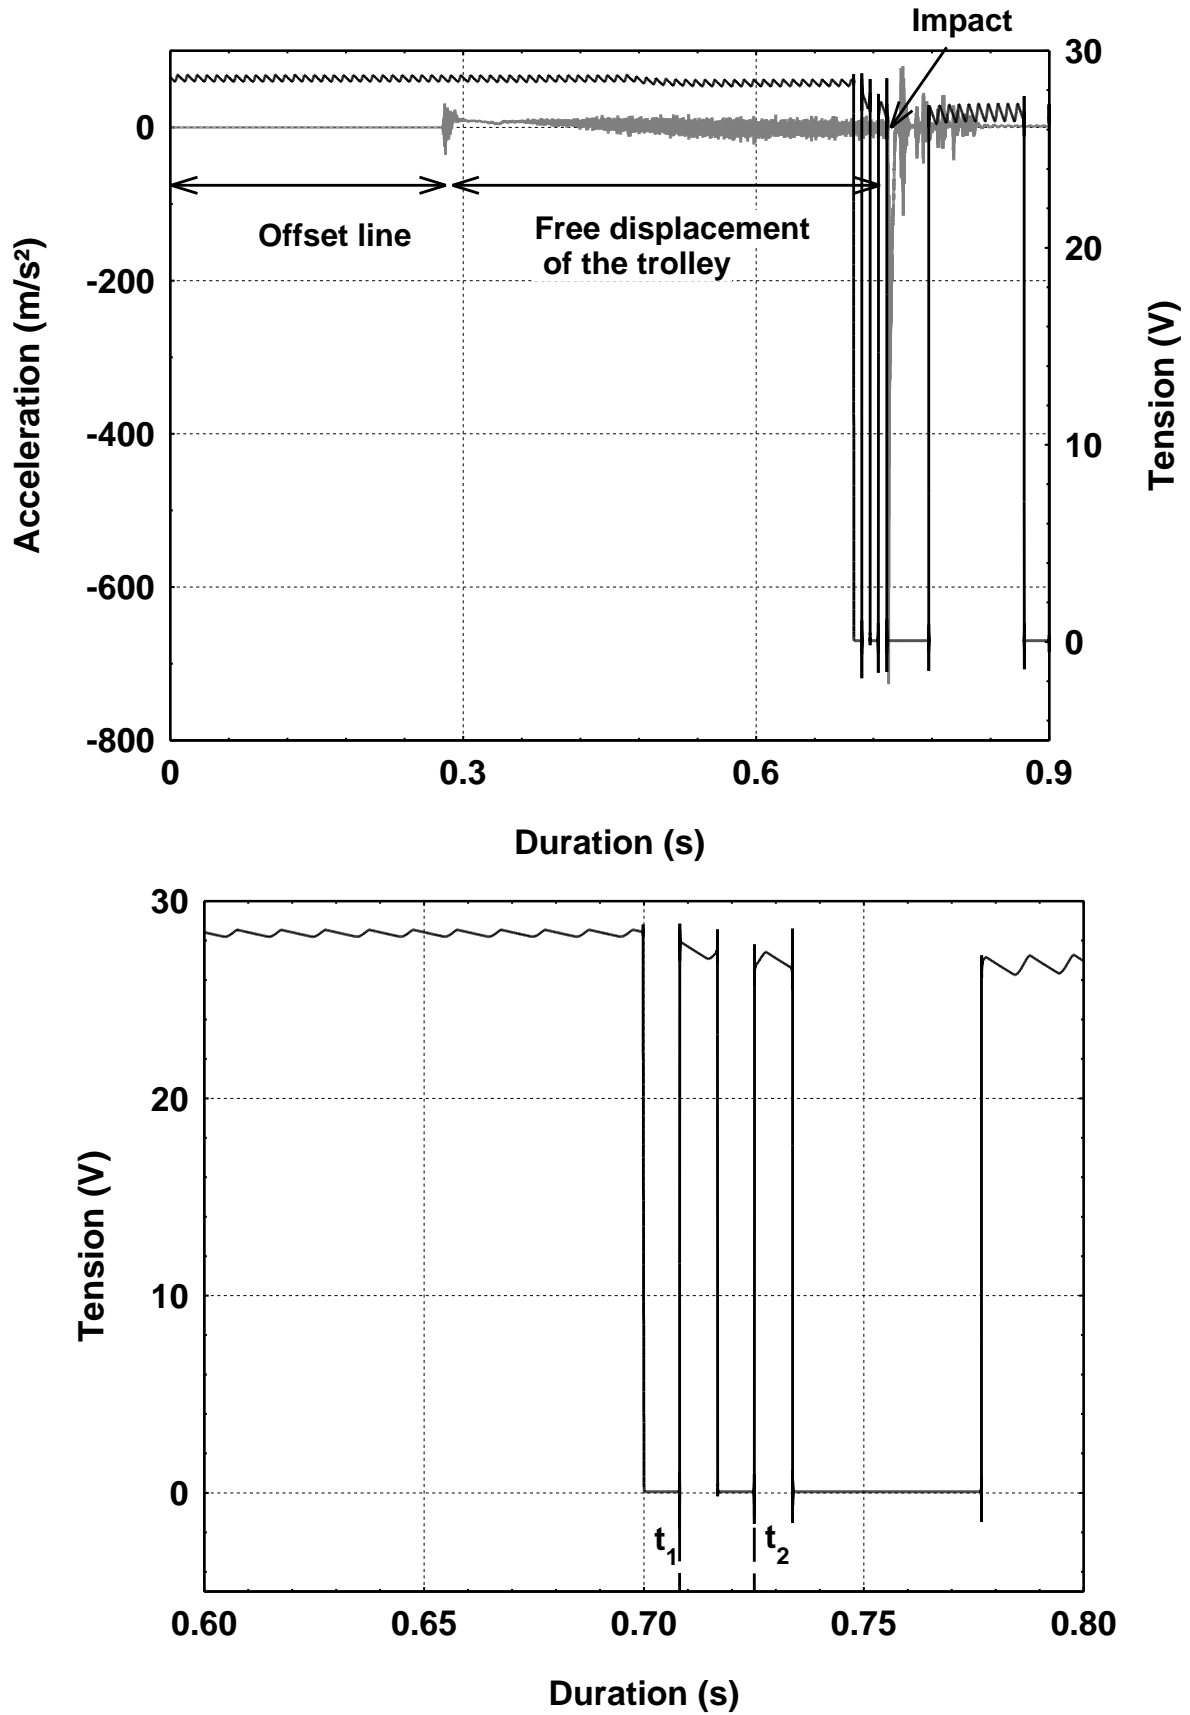 Impact
30
0
Offset line
Free displacement
of the trolley
20
-200
Acceleration (m/s²)
Tension (V)
-400
10
-600
0
-800
0
0.3
0.6
0.9
Duration (s)
30
20
Tension (V)
10
0
t1
t2
0.60
0.65
0.70
0.75
0.80
Duration (s)